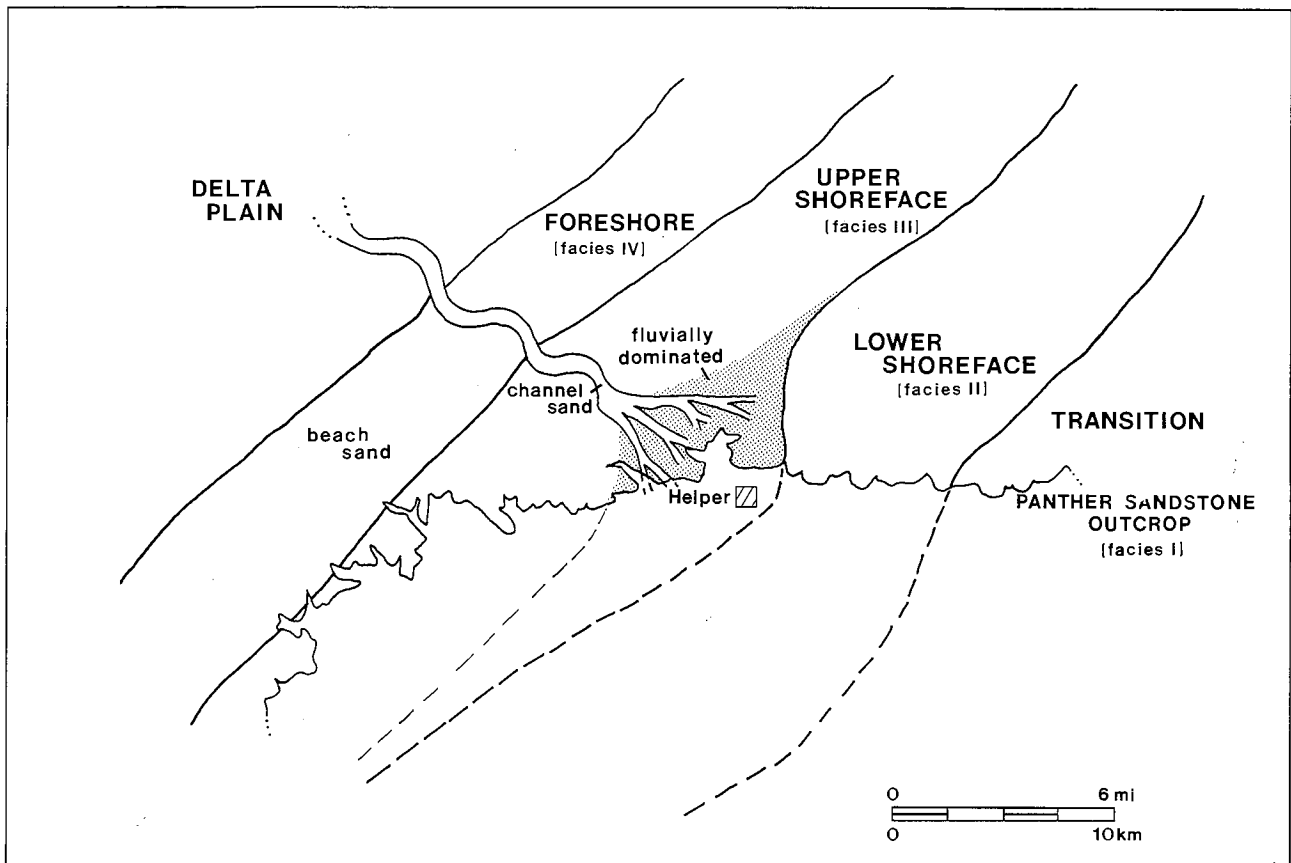 DELTA
PLAIN
FORESHORE
[facies IV]
UPPER
SHOREFACE
[facies III]
fluvially
dominated
LOWER
SHOREFACE
[facies II]
channel
sand
TRANSITION
beach
sand
Helper
PANTHER SANDSTONE
OUTCROP
[facies I]
0 6 mi
0 10km